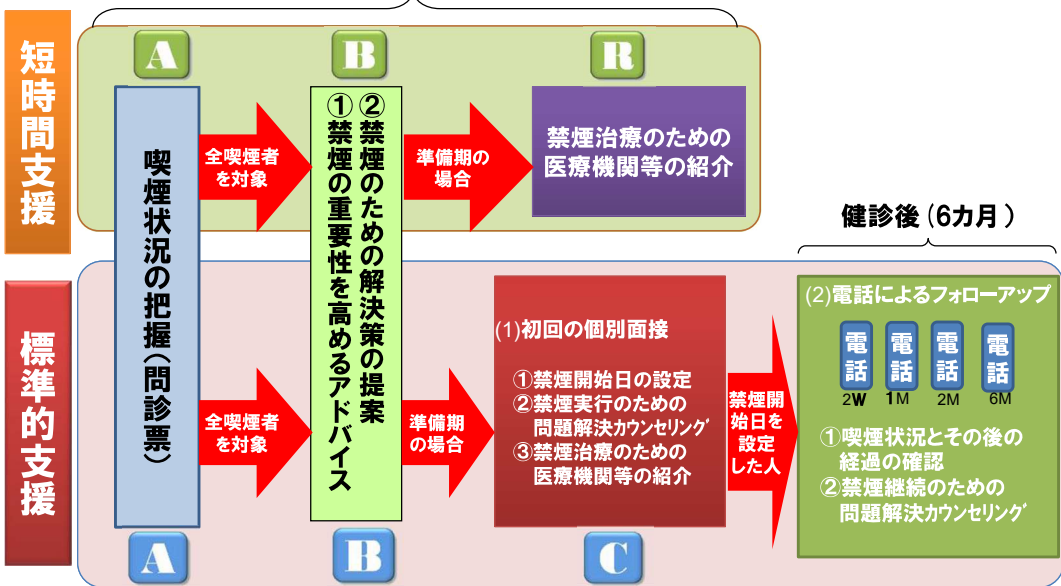 短時間支援
A
B
R
喫煙状況の把握(問診票)
全喫煙者
を対象
①禁煙の重要性を高めるアドバイス
②禁煙のための解決策の提案
準備期の
場合
禁煙治療のための
医療機関等の紹介
健診後(6カ月)
標準的支援
全喫煙者
を対象
準備期
の場合
(1)初回の個別面接
①禁煙開始日の設定
②禁煙実行のための
問題解決カウンセリング
③禁煙治療のための
医療機関等の紹介
禁煙開
始日を
設定
した人
(2)電話によるフォローアップ
電話
電話
電話
電話
2W
1M
2M
6M
①喫煙状況とその後の
経過の確認
②禁煙継続のための
問題解決カウンセリング
A
B
C